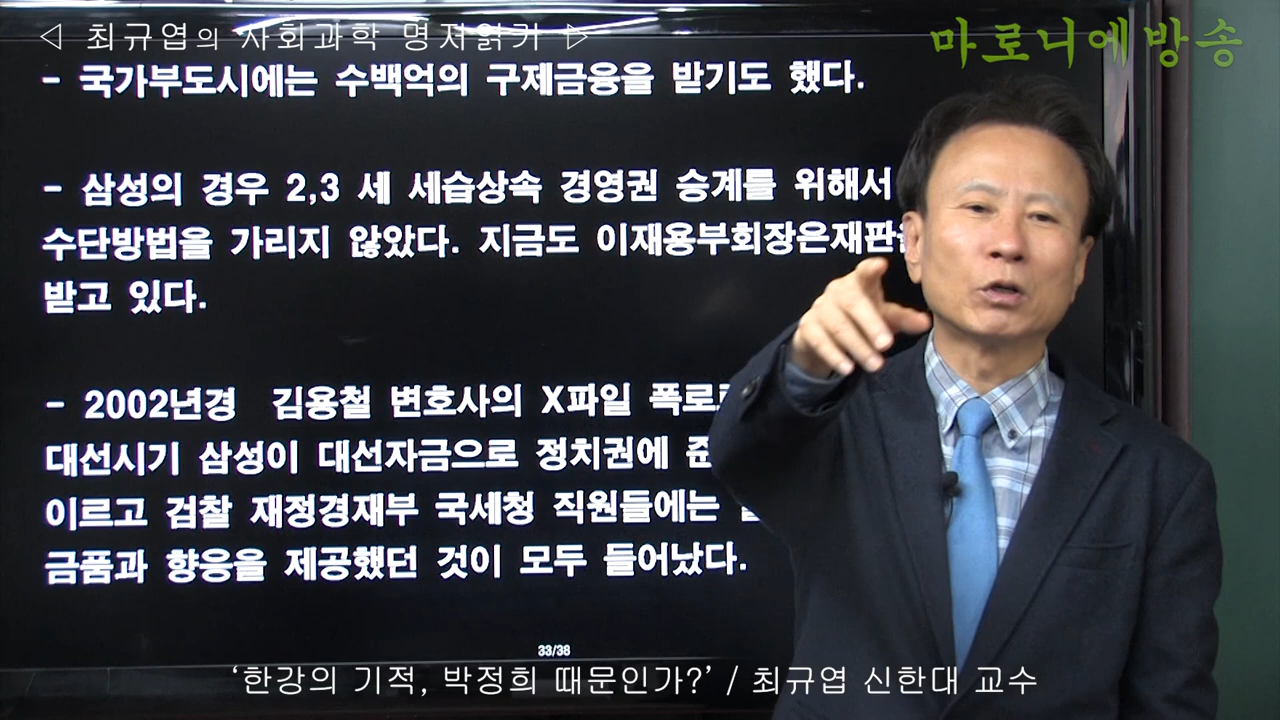 ◁ 최규엽의 사회과학 명저읽기 ▷
마로니에방송
- 국가부도시에는 수백억의 구제금융을 받기도 했다.
- 삼성의 경우 2,3 세 세습상속 경영권 승계를 위해서
수단방법을 가리지 않았다. 지금도 이재용부회장은재판을
받고 있다.
- 2002년경 김용철 변호사의 X파일
대선시기 삼성이 대선자금으로 정치권에 준
이르고 검찰 재정경재부 국세청 직원들에는
금품과 향응을 제공했던 것이 모두 들어났다.
33/38
‘한강의 기적, 박정희 때문인가?’ / 최규엽 신한대 교수